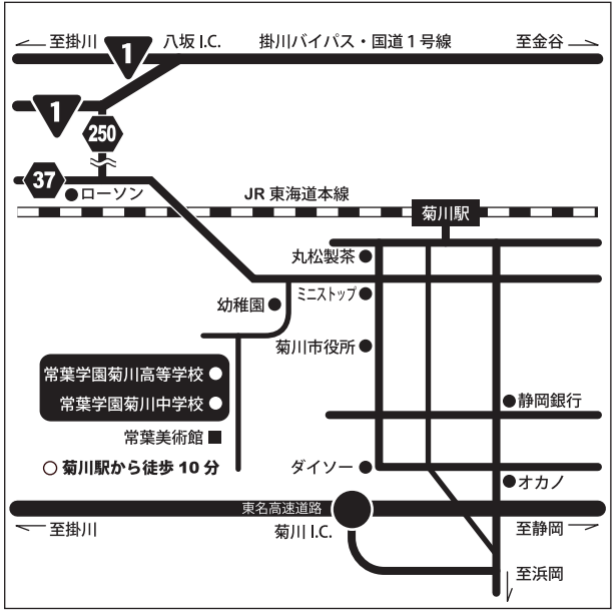 至掛川
1
八坂 I.C.
掛川バイパス・国道1号線
至金谷
1
250
37
ローソン
JR 東海道本線
菊川駅
丸松製茶
ミニストップ
幼稚園
菊川市役所
常葉学園菊川高等学校
常葉学園菊川中学校
静岡銀行
常葉美術館
○ 菊川駅から徒歩 10 分
ダイソー
オカノ
東名高速道路
至掛川
菊川 I.C.
至静岡
至浜岡